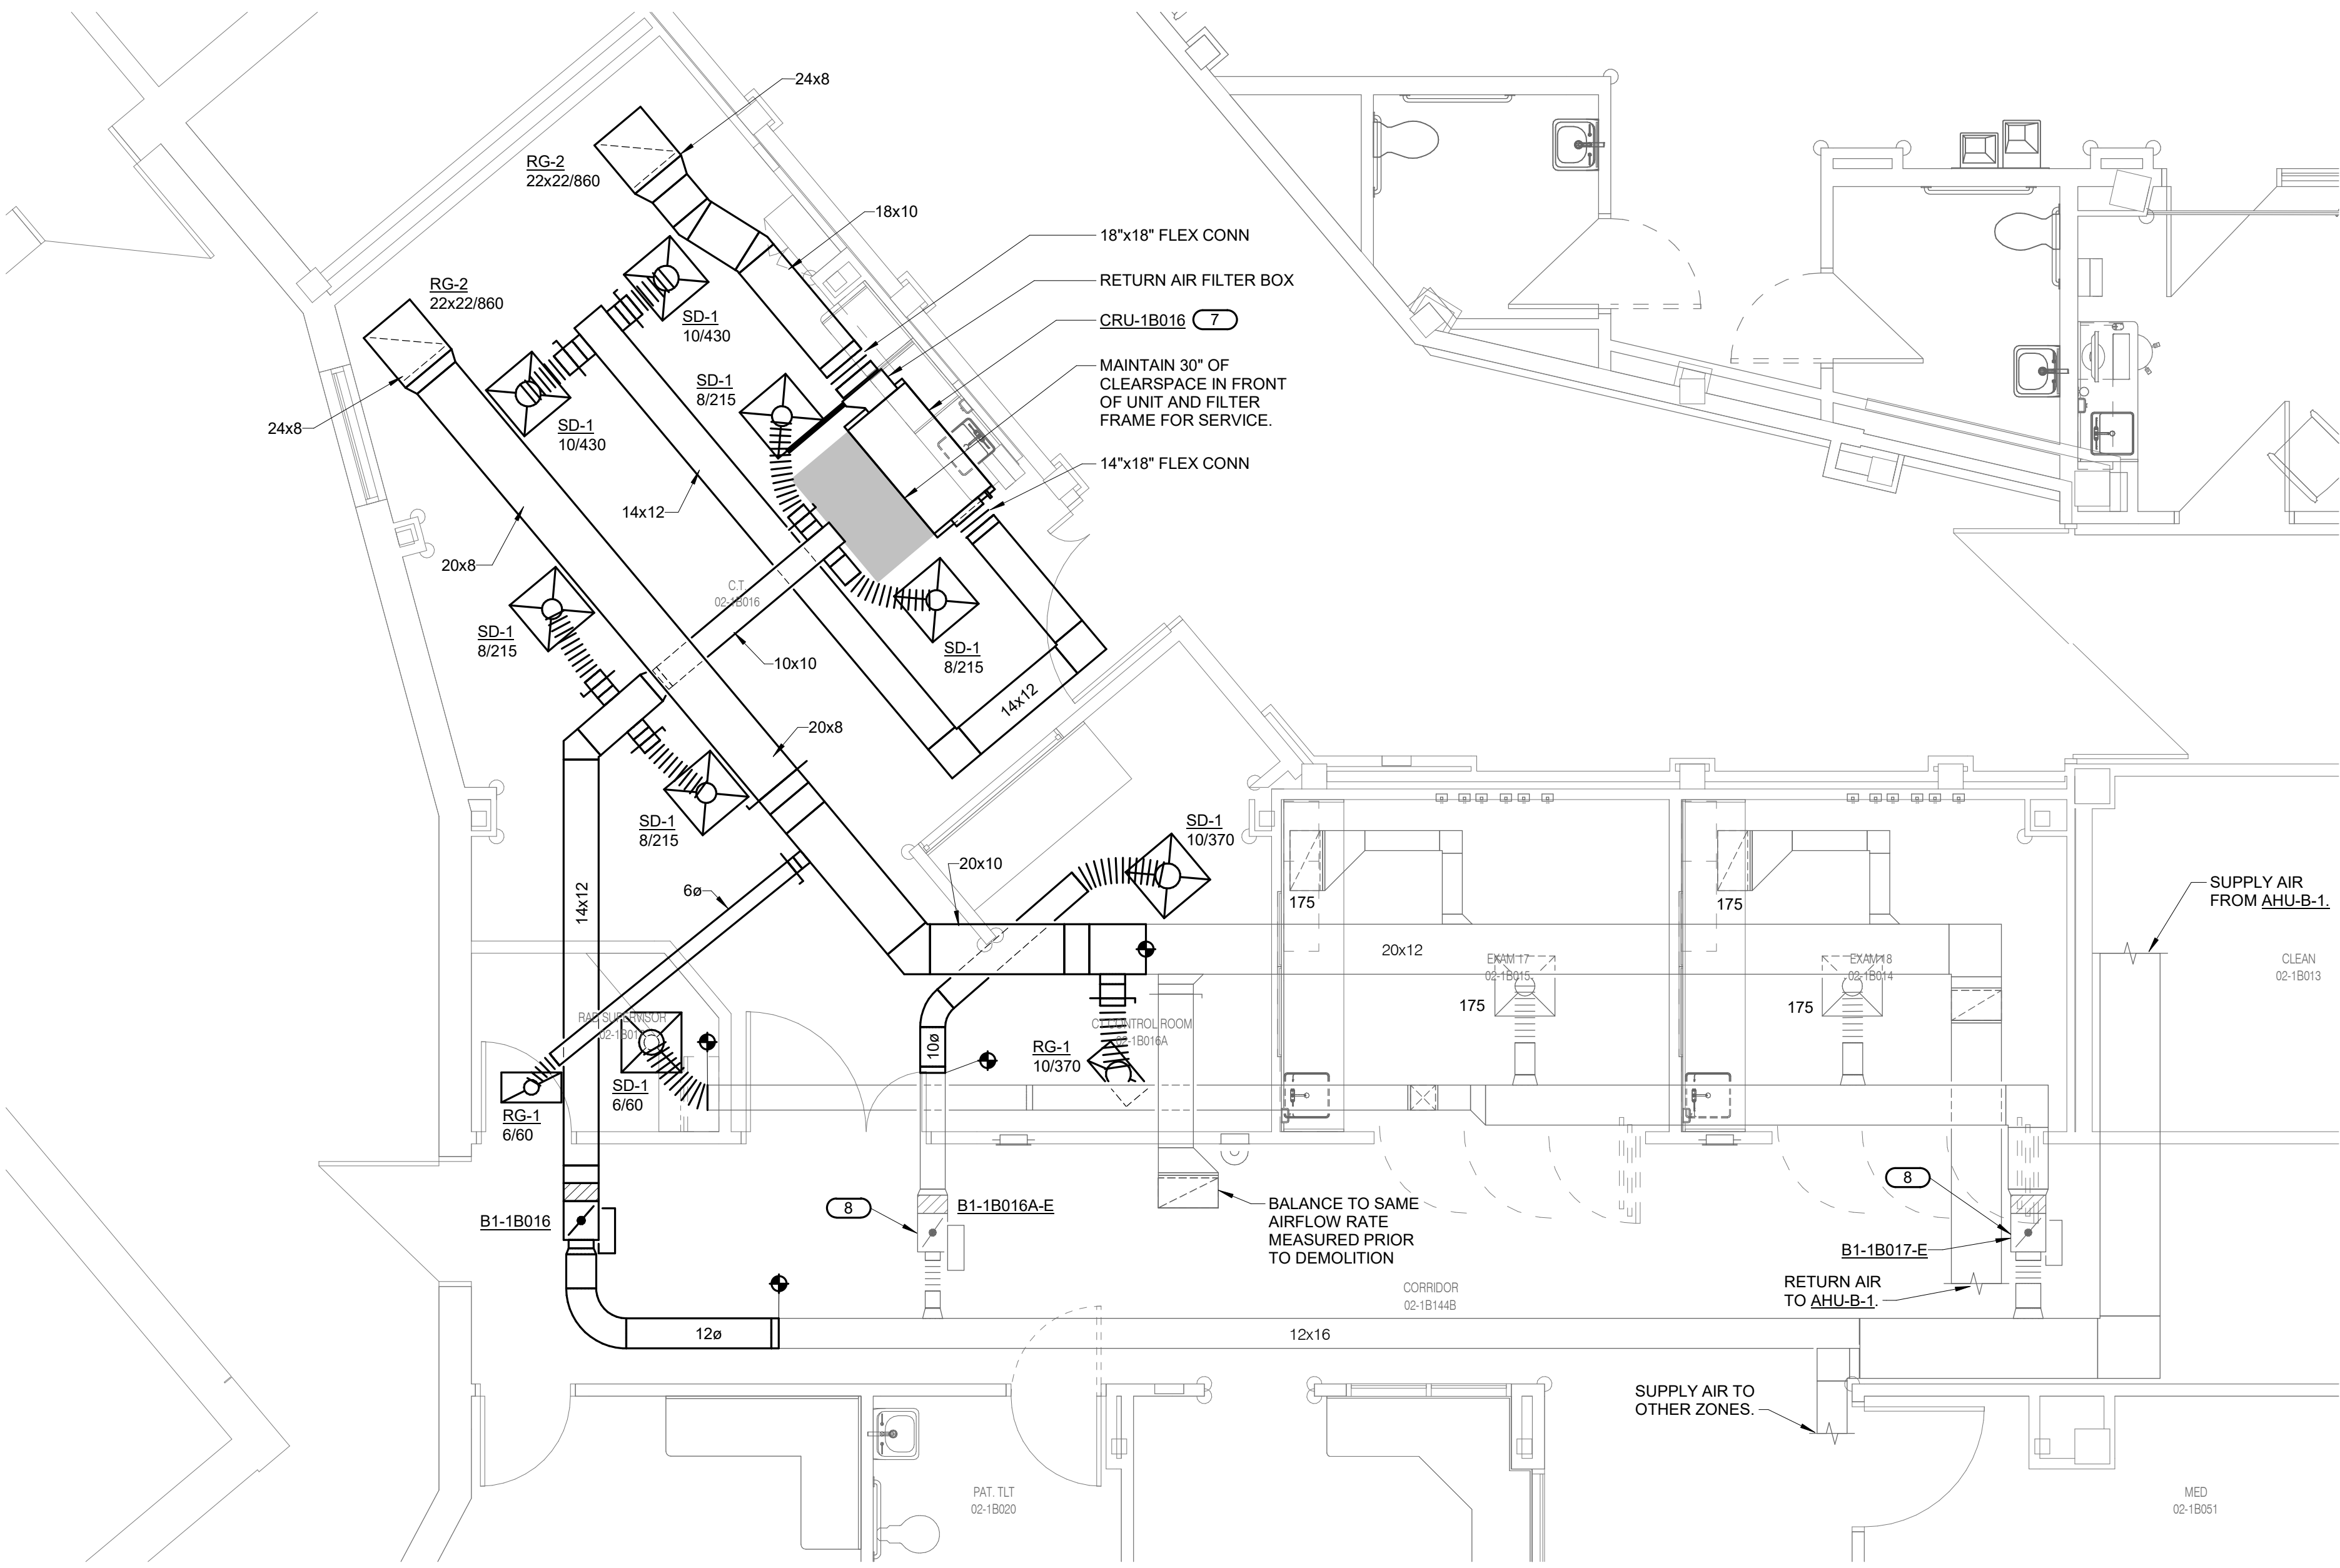 24x8
RG-2
22x22/860
18x10
18"x18" FLEX CONN
RETURN AIR FILTER BOX
RG-2
22x22/860
SD-1
10/430
CRU-1B016 7
MAINTAIN 30" OF
CLEARSPACE IN FRONT
OF UNIT AND FILTER
FRAME FOR SERVICE.
SD-1
8/215
24x8
SD-1
10/430
14"x18" FLEX CONN
14x12
20x8
C.T.
02-1B016
SD-1
8/215
10x10
SD-1
8/215
14x12
20x8
SD-1
8/215
SD-1
10/370
20x10
6ø
14x12
175
175
SUPPLY AIR
FROM AHU-B-1.
20x12
EXAM 17
02-1B015
EXAM 18
02-1B014
CLEAN
02-1B013
175
175
RAD SUPERVISOR
CT CONTROL ROOM
02-1B016A
10ø
RG-1
10/370
SD-1
6/60
RG-1
6/60
8
B1-1B016A-E
B1-1B016
BALANCE TO SAME
AIRFLOW RATE
MEASURED PRIOR
TO DEMOLITION
8
B1-1B017-E
RETURN AIR
TO AHU-B-1.
CORRIDOR
02-1B144B
12ø
12x16
SUPPLY AIR TO
OTHER ZONES.
PAT. TLT
02-1B020
MED
02-1B051